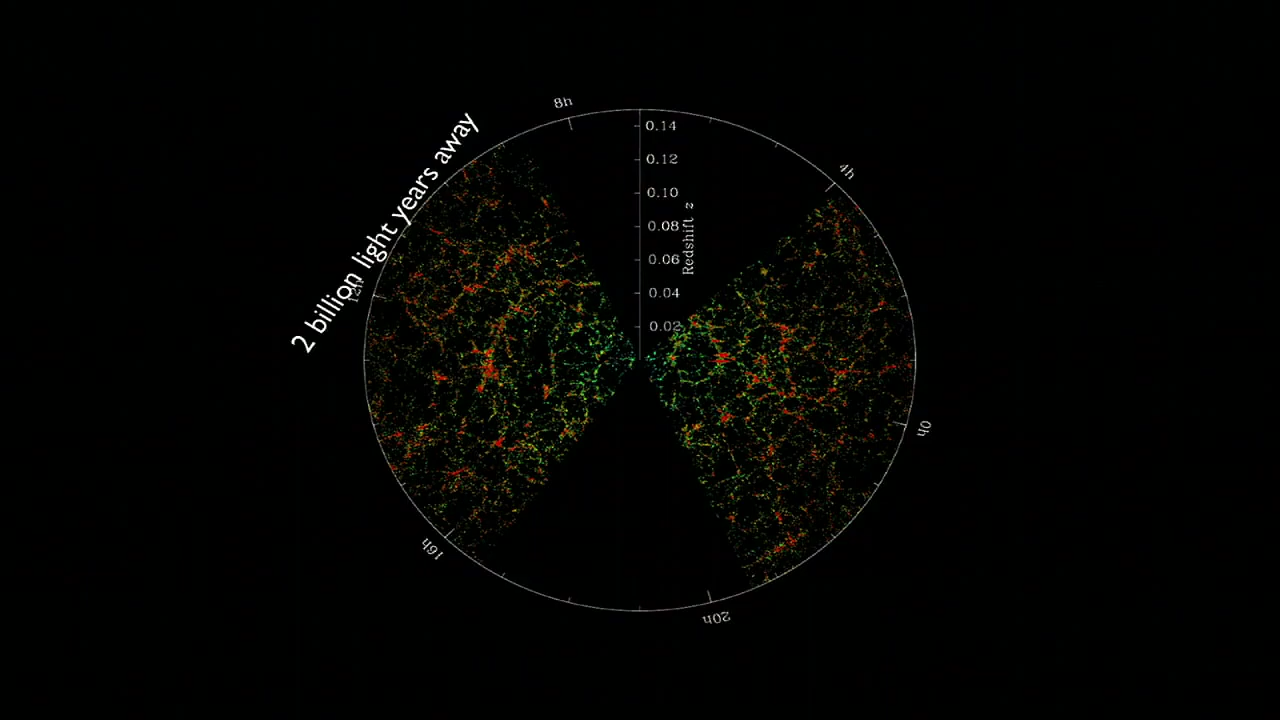 8h
0.14
0.12
0.10
0.08
0.06
0.04
0.02
Redshift z
4h
2 billion light years away
12h
0h
16h
20h